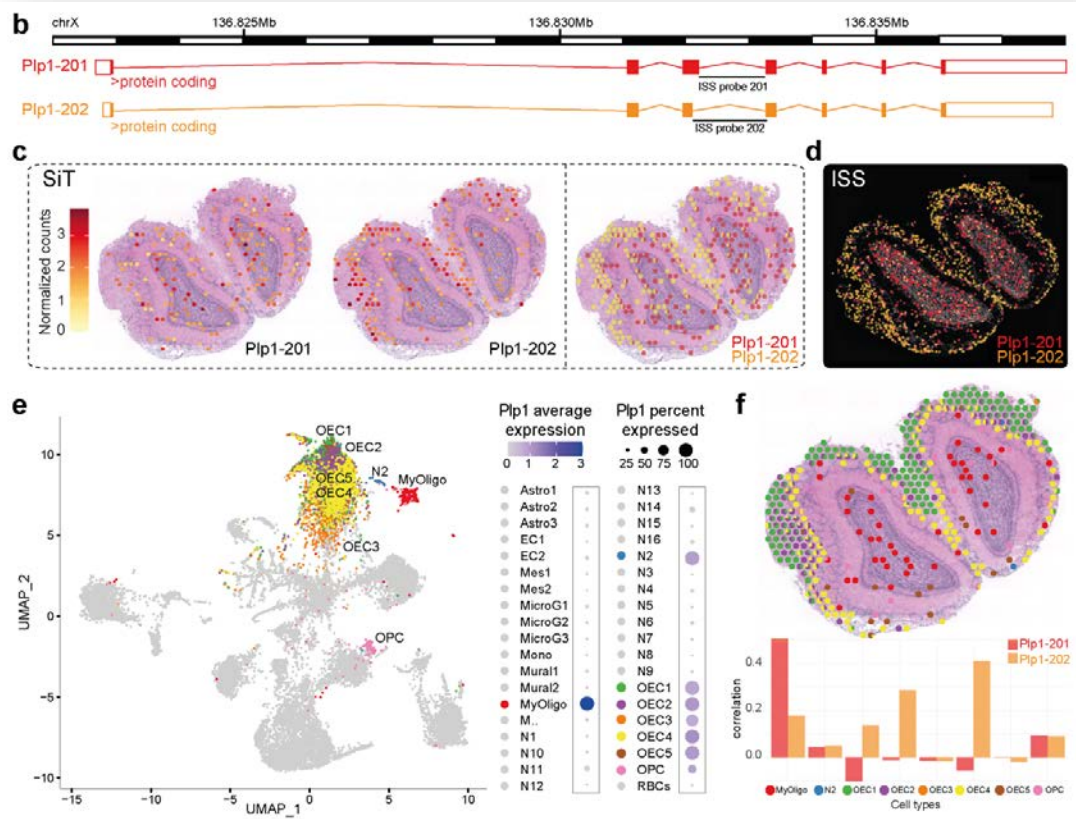 b
chrX
136.825Mb
136.830Mb
136.835Mb
Plp1-201
>protein coding
ISS probe 201
Plp1-202
>protein coding
ISS probe 202
c
SiT
Normalized counts
3
2
1
0
Plp1-201
Plp1-202
Plp1-201
Plp1-202
d
ISS
Plp1-201
Plp1-202
e
UMAP_2
10
5
0
−5
−10
−15
−10
−5
0
5
10
UMAP_1
OEC1
OEC2
OEC5
OEC4
N2
MyOligo
OEC3
OPC
Plp1 average
expression
0 1 2 3
Plp1 percent
expressed
25 50 75 100
Astro1
Astro2
Astro3
EC1
EC2
Mes1
Mes2
MicroG1
MicroG2
MicroG3
Mono
Mural1
Mural2
MyOligo
M..
N1
N10
N11
N12
N13
N14
N15
N16
N2
N3
N4
N5
N6
N7
N8
N9
OEC1
OEC2
OEC3
OEC4
OEC5
OPC
RBCs
f
Plp1-201
Plp1-202
correlation
0.4
0.2
0.0
MyOligo N2 OEC1 OEC2 OEC3 OEC4 OEC5 OPC
Cell types